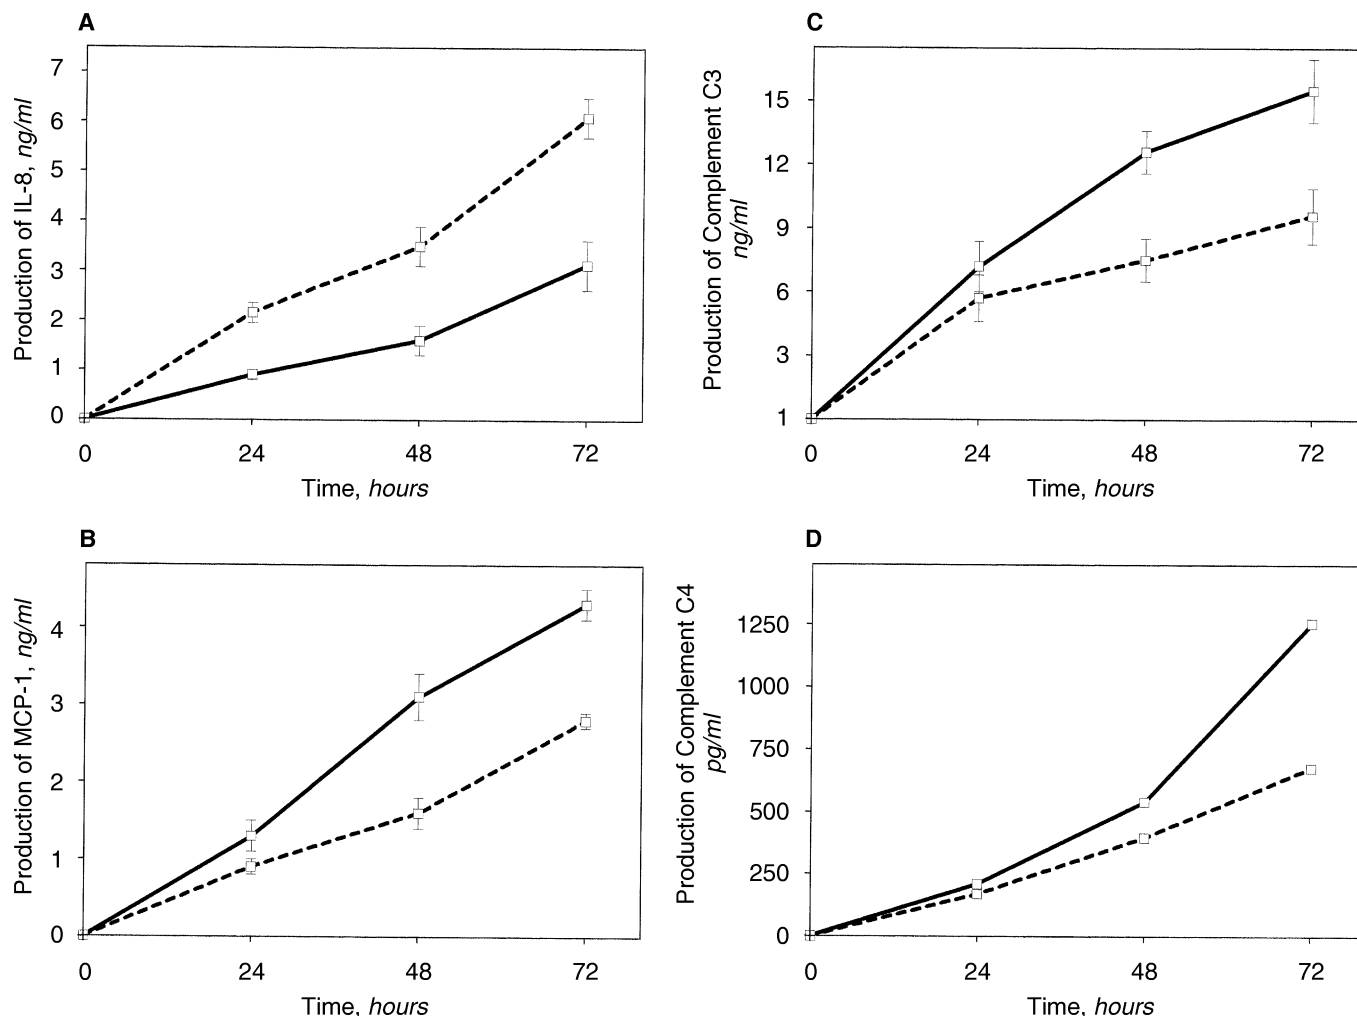 A
Production of IL-8, ng/ml
7
6
5
4
3
2
1
0
0 24 48 72
Time, hours
C
Production of Complement C3
ng/ml
15
12
9
6
3
1
0 24 48 72
Time, hours
B
Production of MCP-1, ng/ml
4
3
2
1
0
0 24 48 72
Time, hours
D
Production of Complement C4
pg/ml
1250
1000
750
500
250
0
0 24 48 72
Time, hours